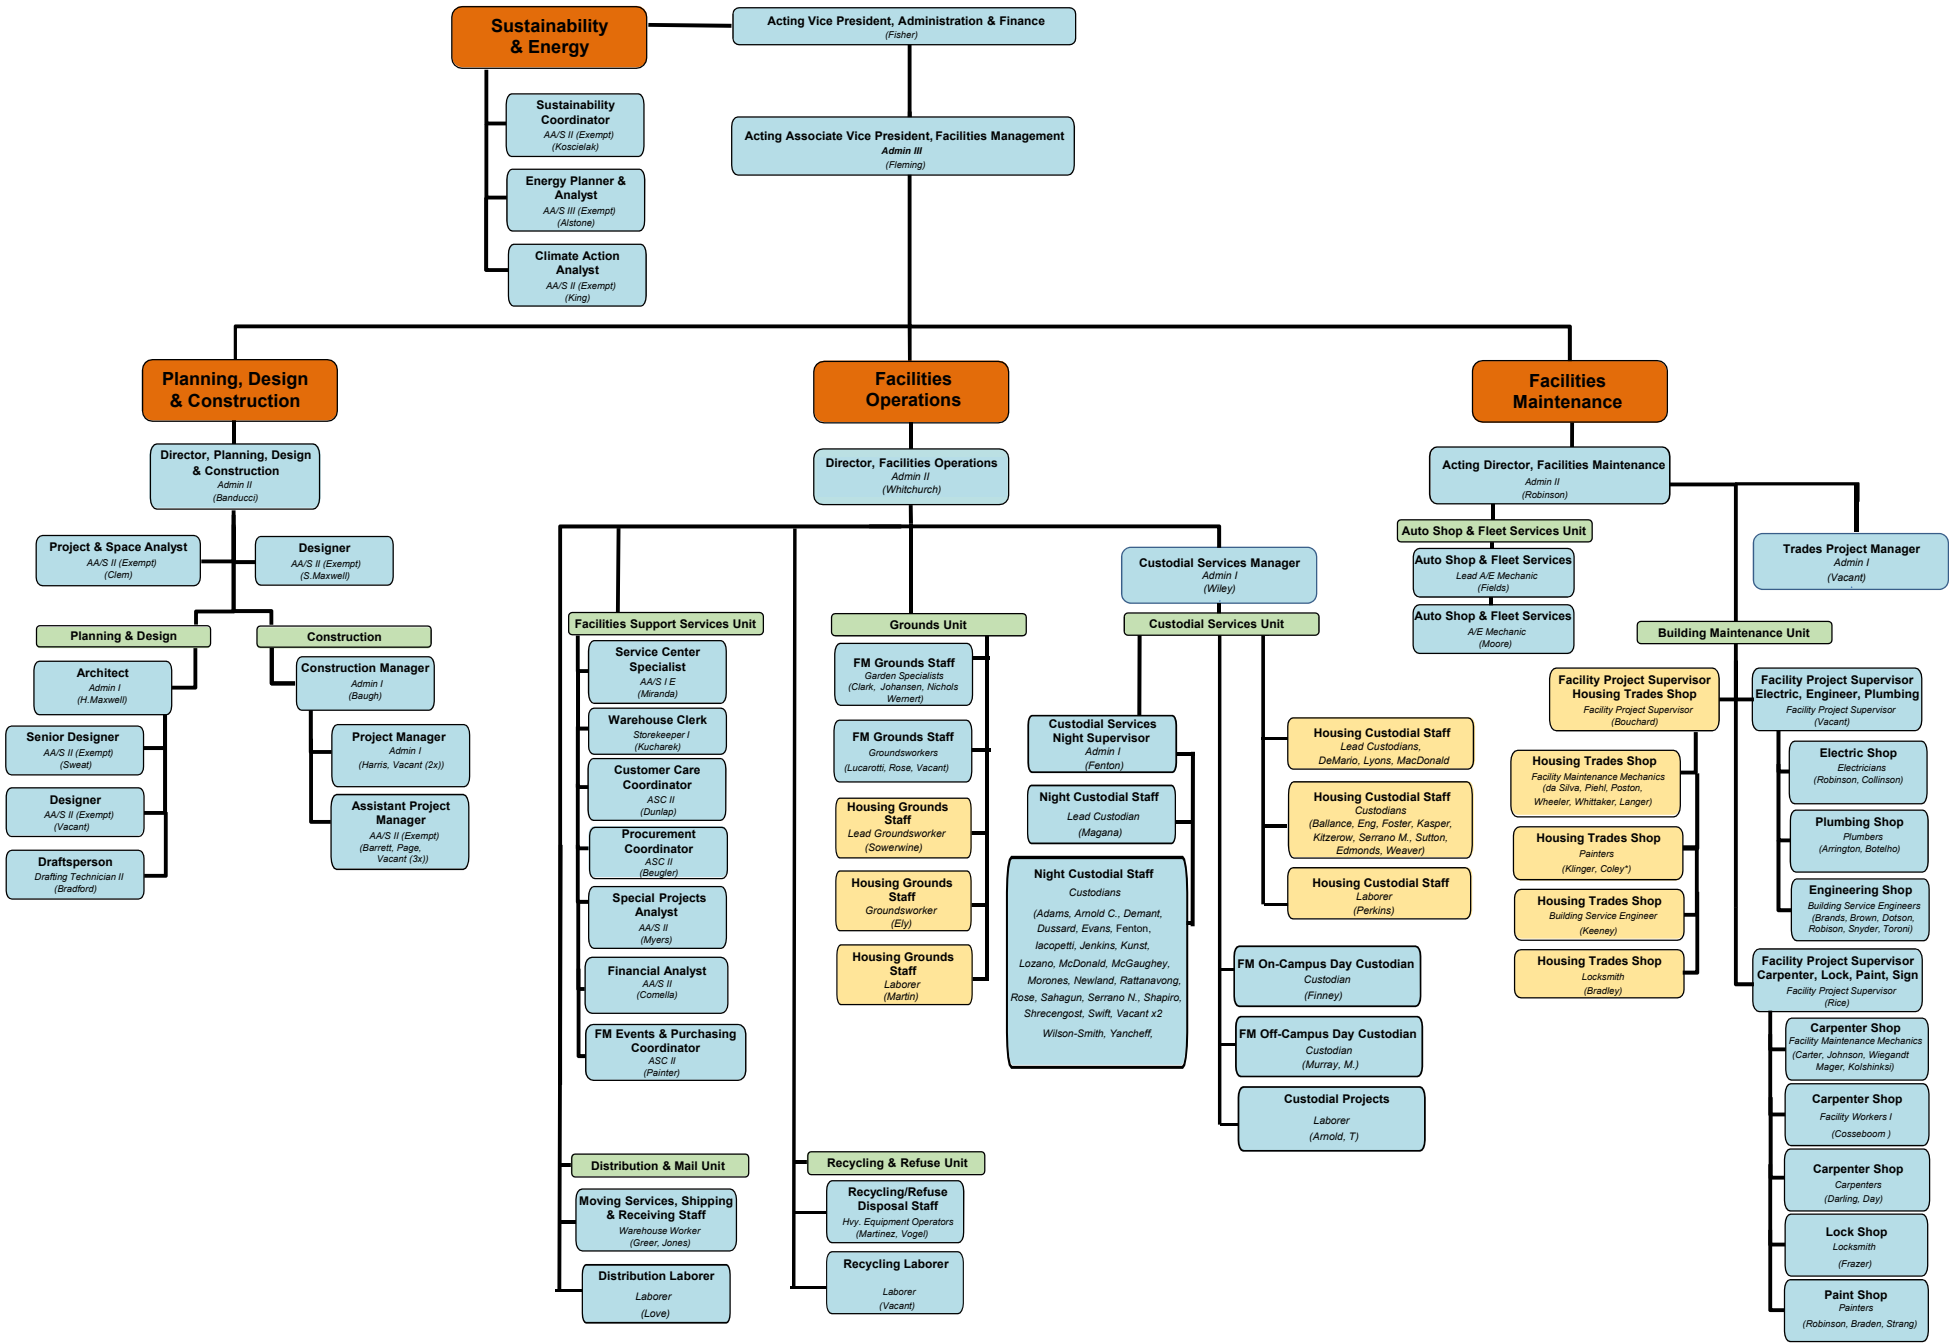 Sustainability
& Energy
Acting Vice President, Administration & Finance
(Fisher)
Sustainability
Coordinator
AA/S II (Exempt)
(Koscielak)
Energy Planner &
Analyst
AA/S III (Exempt)
(Alstone)
Climate Action
Analyst
AA/S II (Exempt)
(King)
Acting Associate Vice President, Facilities Management
Admin III
(Fleming)
Planning, Design
& Construction
Director, Planning, Design
& Construction
Admin II
(Banducci)
Project & Space Analyst
AA/S II (Exempt)
(Clem)
Designer
AA/S II (Exempt)
(S.Maxwell)
Planning & Design
Architect
Admin I
(H.Maxwell)
Senior Designer
AA/S II (Exempt)
(Sweat)
Designer
AA/S II (Exempt)
(Vacant)
Draftsperson
Drafting Technician II
(Bradford)
Construction
Construction Manager
Admin I
(Baugh)
Project Manager
Admin I
(Harris, Vacant (2x))
Assistant Project
Manager
AA/S II (Exempt)
(Barrett, Page,
Vacant (3x))
Facilities
Operations
Director, Facilities Operations
Admin II
(Whitchurch)
Facilities Support Services Unit
Service Center
Specialist
AA/S I E
(Miranda)
Warehouse Clerk
Storekeeper I
(Kucharek)
Customer Care
Coordinator
ASC II
(Dunlap)
Procurement
Coordinator
ASC II
(Beugler)
Special Projects
Analyst
AA/S II
(Myers)
Financial Analyst
AA/S II
(Comella)
FM Events & Purchasing
Coordinator
ASC II
(Painter)
Distribution & Mail Unit
Moving Services, Shipping
& Receiving Staff
Warehouse Worker
(Greer, Jones)
Distribution Laborer
Laborer
(Love)
Grounds Unit
FM Grounds Staff
Garden Specialists
(Clark, Johansen, Nichols
Wernert)
FM Grounds Staff
Groundsworkers
(Lucarotti, Rose, Vacant)
Housing Grounds
Staff
Lead Groundsworker
(Sowerwine)
Housing Grounds
Staff
Groundsworker
(Ely)
Housing Grounds
Staff
Laborer
(Martin)
Recycling & Refuse Unit
Recycling/Refuse
Disposal Staff
Hvy. Equipment Operators
(Martinez, Vogel)
Recycling Laborer
Laborer
(Vacant)
Custodial Services Manager
Admin I
(Wiley)
Custodial Services Unit
Custodial Services
Night Supervisor
Admin I
(Fenton)
Night Custodial Staff
Lead Custodian
(Magana)
Night Custodial Staff
Custodians
(Adams, Arnold C., Demant,
Dussard, Evans, Fenton,
Iacopetti, Jenkins, Kunst,
Lozano, McDonald, McGaughey,
Morones, Newland, Rattanavong,
Rose, Sahagun, Serrano N., Shapiro,
Shrecengost, Swift, Vacant x2
Wilson-Smith, Yancheff,
Housing Custodial Staff
Lead Custodians,
DeMario, Lyons, MacDonald
Housing Custodial Staff
Custodians
(Ballance, Eng, Foster, Kasper,
Kitzerow, Serrano M., Sutton,
Edmonds, Weaver)
Housing Custodial Staff
Laborer
(Perkins)
FM On-Campus Day Custodian
Custodian
(Finney)
FM Off-Campus Day Custodian
Custodian
(Murray, M.)
Custodial Projects
Laborer
(Arnold, T)
Facilities
Maintenance
Acting Director, Facilities Maintenance
Admin II
(Robinson)
Auto Shop & Fleet Services Unit
Auto Shop & Fleet Services
Lead A/E Mechanic
(Fields)
Auto Shop & Fleet Services
A/E Mechanic
(Moore)
Trades Project Manager
Admin I
(Vacant)
Building Maintenance Unit
Facility Project Supervisor
Housing Trades Shop
Facility Project Supervisor
(Bouchard)
Housing Trades Shop
Facility Maintenance Mechanics
(da Silva, Piehl, Poston,
Wheeler, Whittaker, Langer)
Housing Trades Shop
Painters
(Klinger, Coley*)
Housing Trades Shop
Building Service Engineer
(Keeney)
Housing Trades Shop
Locksmith
(Bradley)
Facility Project Supervisor
Electric, Engineer, Plumbing
Facility Project Supervisor
(Vacant)
Electric Shop
Electricians
(Robinson, Collinson)
Plumbing Shop
Plumbers
(Arrington, Botelho)
Engineering Shop
Building Service Engineers
(Brands, Brown, Dotson,
Robison, Snyder, Toroni)
Facility Project Supervisor
Carpenter, Lock, Paint, Sign
Facility Project Supervisor
(Rice)
Carpenter Shop
Facility Maintenance Mechanics
(Carter, Johnson, Wiegandt
Mager, Kolshinksi)
Carpenter Shop
Facility Workers I
(Cosseboom )
Carpenter Shop
Carpenters
(Darling, Day)
Lock Shop
Locksmith
(Frazer)
Paint Shop
Painters
(Robinson, Braden, Strang)